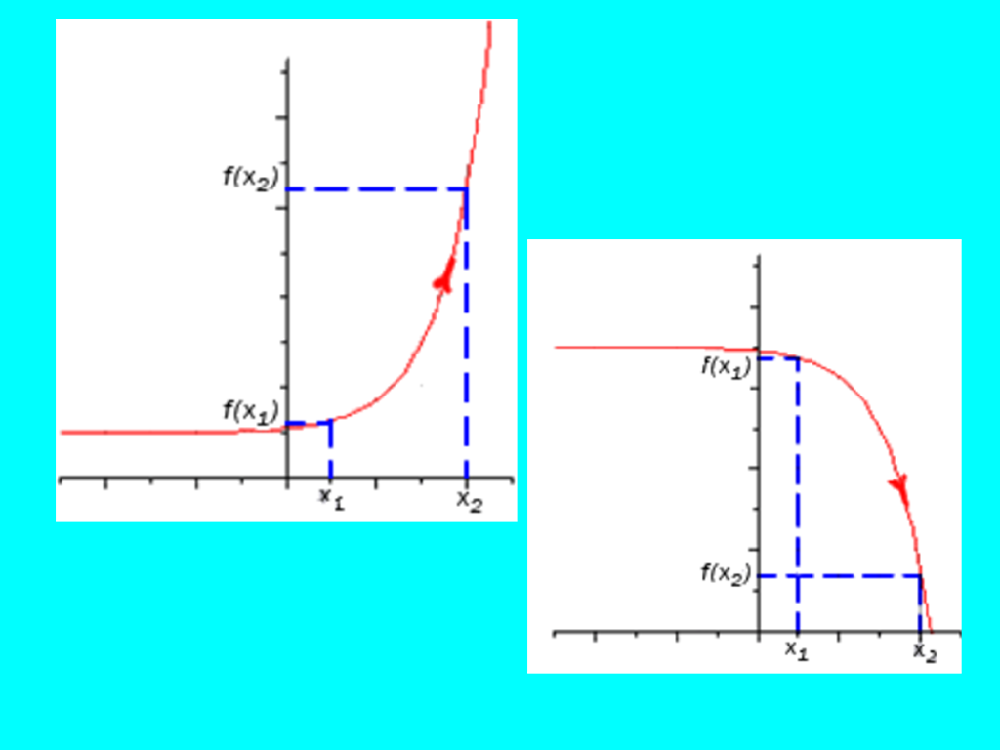 f(x₂)
f(x₁)
x₁
x₂
f(x₁)
f(x₂)
x₁
x₂